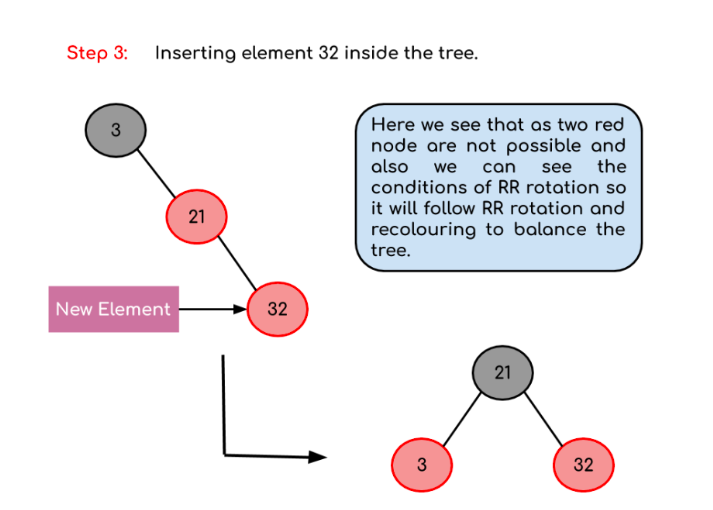 Step 3: Inserting element 32 inside the tree.
3
Here we see that as two red
node are not possible and
also we can see the
conditions of RR rotation so
it will follow RR rotation and
recolouring to balance the
tree.
21
New Element
32
21
3
32